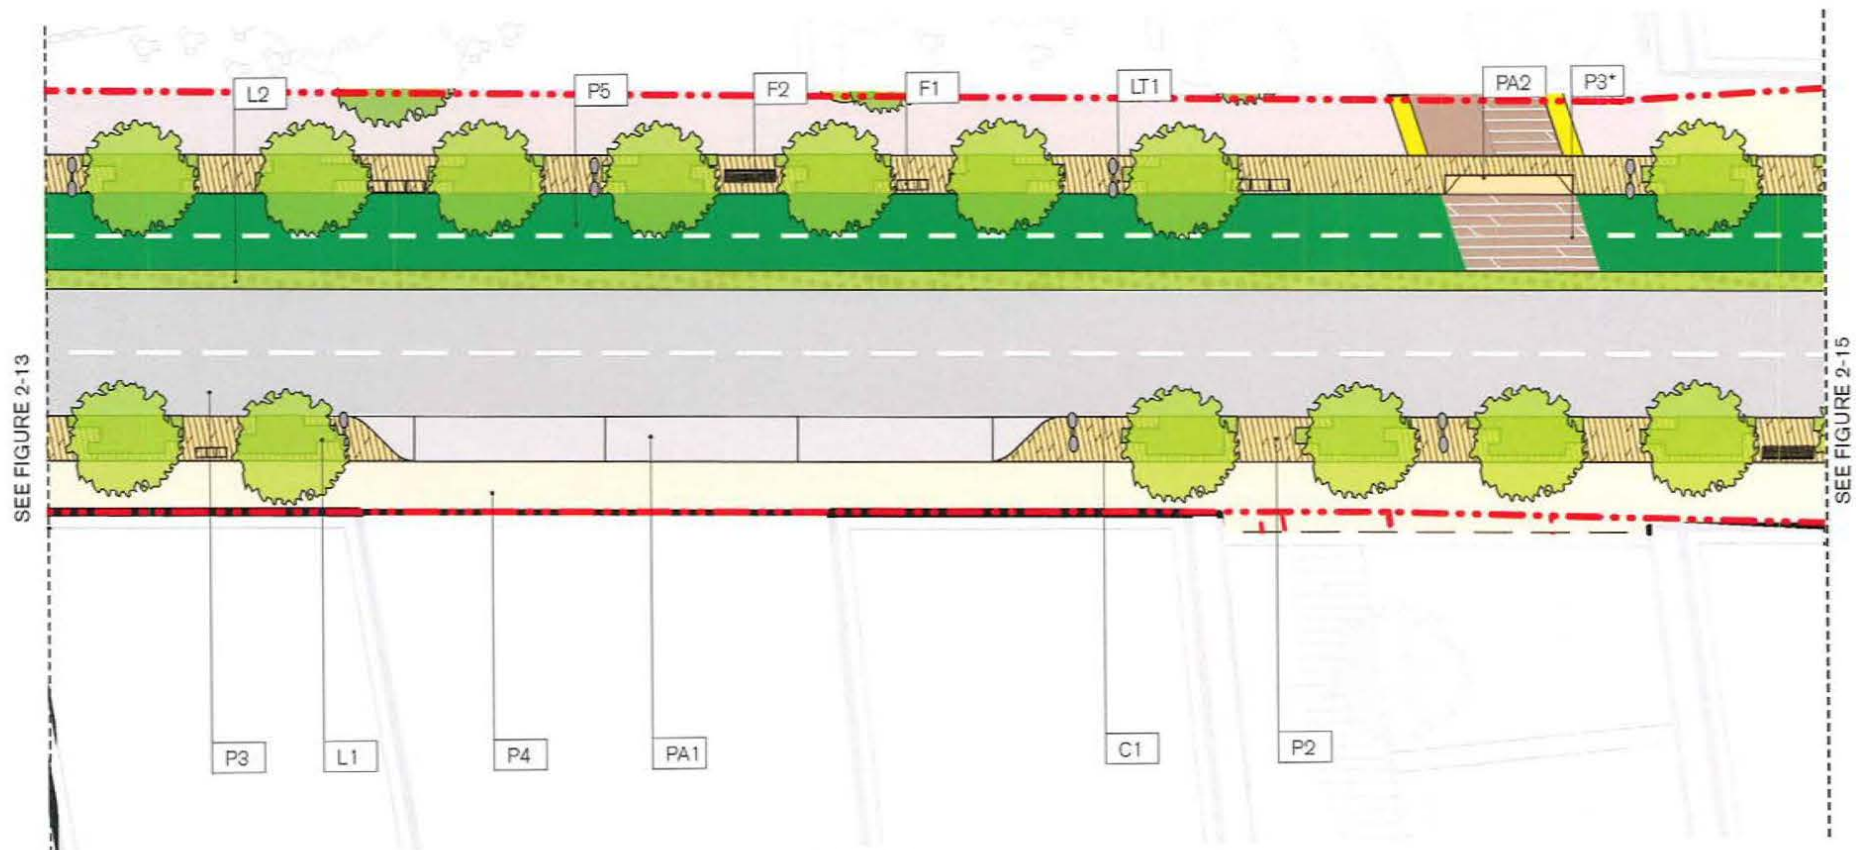 L2
P5
F2
F1
LT1
PA2
P3*
SEE FIGURE 2-13
SEE FIGURE 2-15
P3
L1
P4
PA1
C1
P2